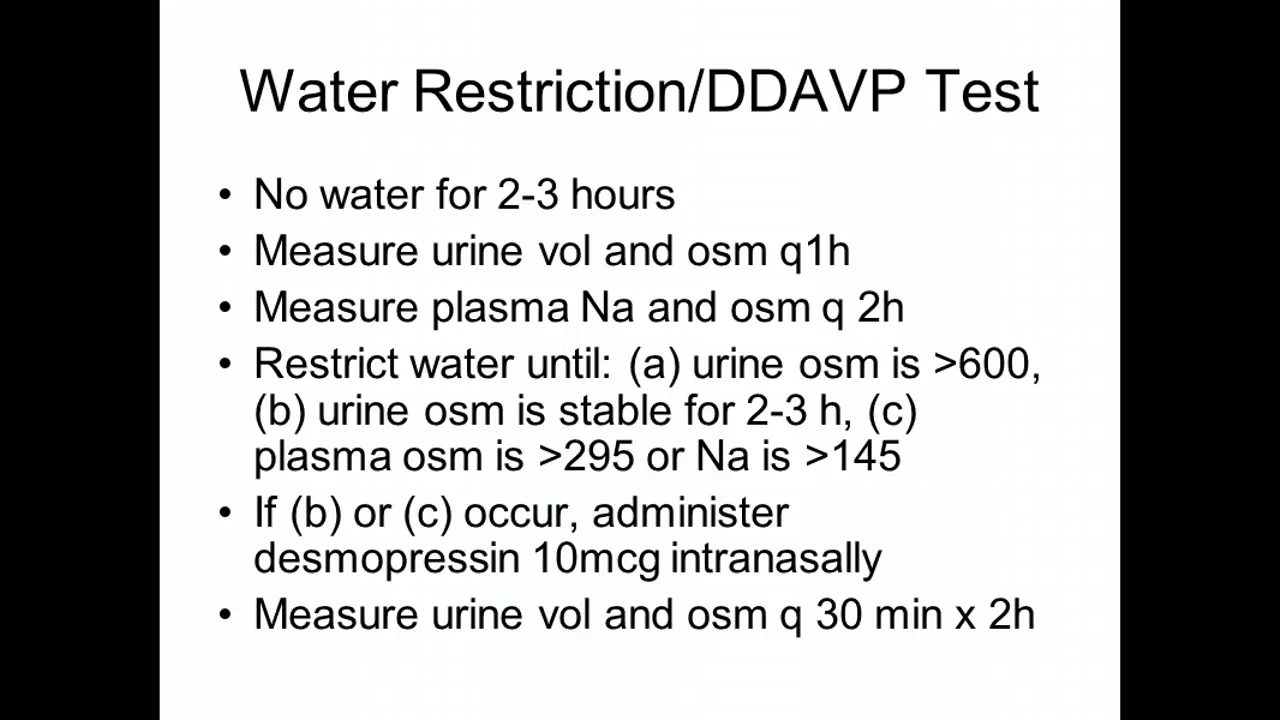 Water Restriction/DDAVP Test
• No water for 2-3 hours
• Measure urine vol and osm q1h
• Measure plasma Na and osm q 2h
• Restrict water until: (a) urine osm is >600,
(b) urine osm is stable for 2-3 h, (c)
plasma osm is >295 or Na is >145
• If (b) or (c) occur, administer
desmopressin 10mcg intranasally
• Measure urine vol and osm q 30 min x 2h